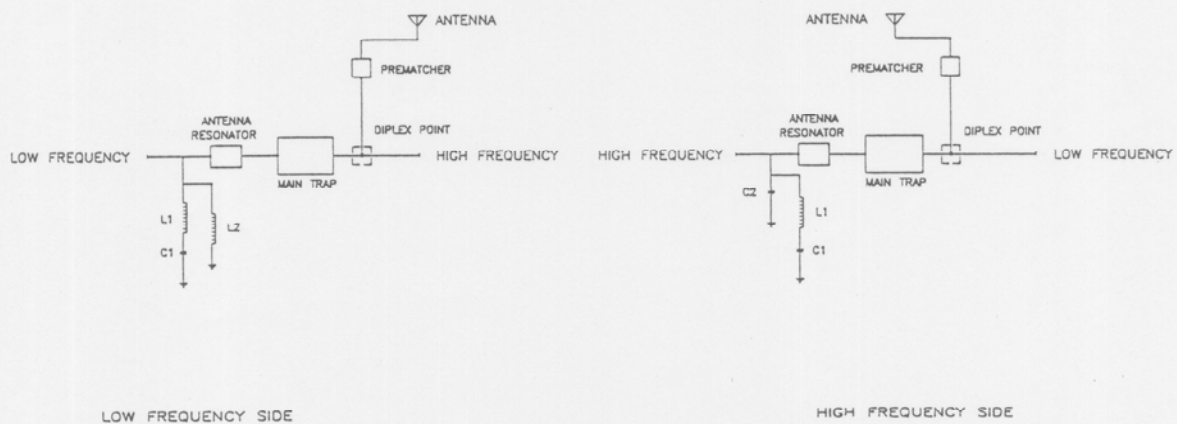 ANTENNA
PREMATCHER
ANTENNA
RESONATOR
DIPLEX POINT
LOW FREQUENCY
HIGH FREQUENCY
MAIN TRAP
L1
L2
C1
LOW FREQUENCY SIDE
ANTENNA
PREMATCHER
ANTENNA
RESONATOR
DIPLEX POINT
HIGH FREQUENCY
LOW FREQUENCY
MAIN TRAP
C2
L1
C1
HIGH FREQUENCY SIDE